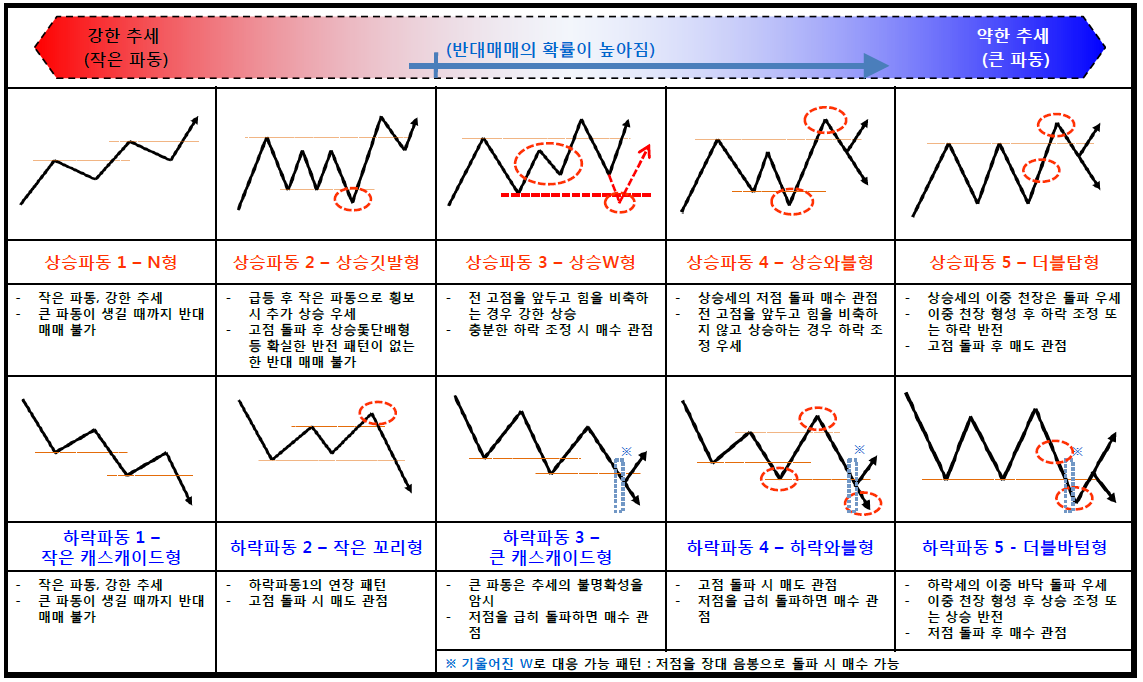 강한 추세
(작은 파동)
(반대매매의 확률이 높아짐)
약한 추세
(큰 파동)
상승파동 1 – N형
상승파동 2 – 상승깃발형
상승파동 3 – 상승W형
상승파동 4 – 상승와블형
상승파동 5 – 더블탑형
- 작은 파동, 강한 추세
- 큰 파동이 생길 때까지 반대
매매 불가
- 급등 후 작은 파동으로 횡보
시 추가 상승 우세
- 고점 돌파 후 상승꽃단배형
등 확실한 반전 패턴이 없는
한 반대 매매 불가
- 전 고점을 앞두고 힘을 비축하
는 경우 강한 상승
- 충분한 하락 조정 시 매수 관점
- 상승세의 저점 돌파 매수 관점
- 전 고점을 앞두고 힘을 비축하
지 않고 상승하는 경우 하락 조
정 우세
- 상승세의 이중 천장은 돌파 우세
- 이중 천장 형성 후 하락 조정 또
는 하락 반전
- 고점 돌파 후 매도 관점
※
※
※
하락파동 1 –
작은 캐스캐이드형
하락파동 2 – 작은 꼬리형
하락파동 3 –
큰 캐스캐이드형
하락파동 4 – 하락와블형
하락파동 5 - 더블바텀형
- 작은 파동, 강한 추세
- 큰 파동이 생길 때까지 반대
매매 불가
- 하락파동1의 연장 패턴
- 고점 돌파 시 매도 관점
- 큰 파동은 추세의 불명확성을
암시
- 저점을 급히 돌파하면 매수 관
점
- 고점 돌파 시 매도 관점
- 저점을 급히 돌파하면 매수 관
점
- 하락세의 이중 바닥 돌파 우세
- 이중 천장 형성 후 상승 조정 또
는 상승 반전
- 저점 돌파 후 매수 관점
※ 기울어진 W로 대응 가능 패턴 : 저점을 장대 음봉으로 돌파 시 매수 가능